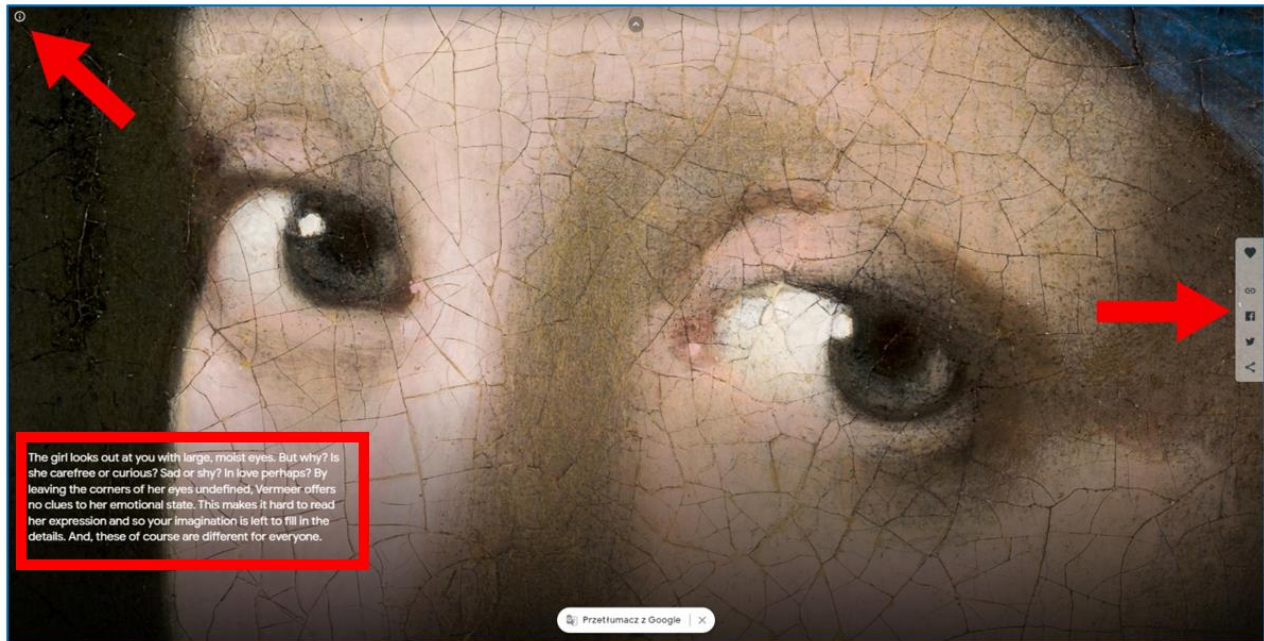 The girl looks out at you with large, moist eyes. But why? Is
she carefree or curious? Sad or shy? In love perhaps? By
leaving the corners of her eyes undefined, Vermeer offers
no clues to her emotional state. This makes it hard to read
her expression and so your imagination is left to fill in the
details. And, these of course are different for everyone.
Przetłumacz z Google